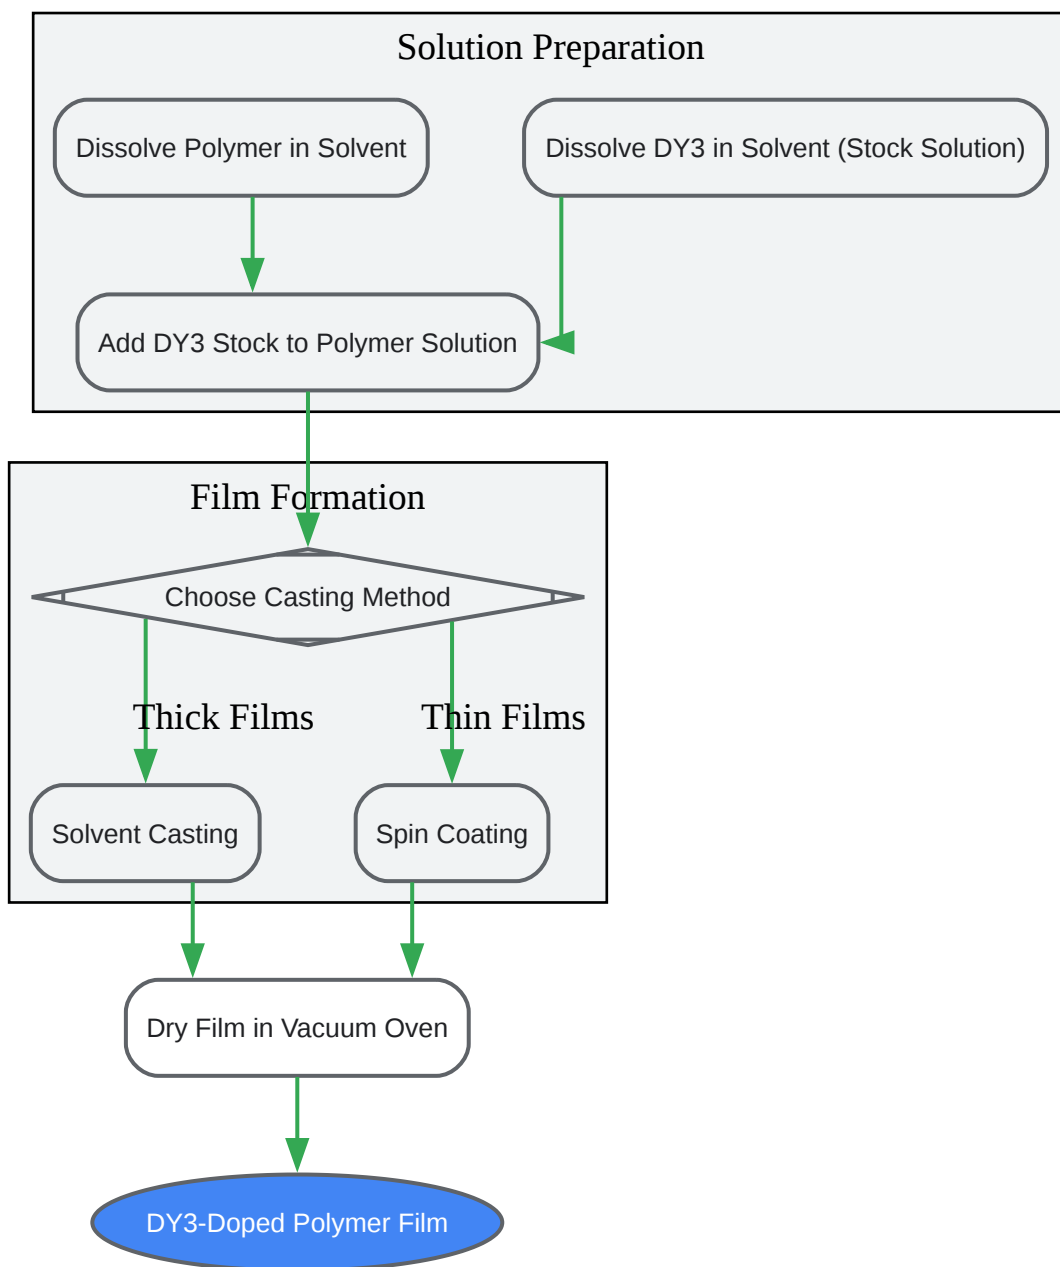 Solution Preparation
Dissolve Polymer in Solvent
Dissolve DY3 in Solvent (Stock Solution)
Add DY3 Stock to Polymer Solution
Film Formation
Choose Casting Method
Thick Films
Thin Films
Solvent Casting
Spin Coating
Dry Film in Vacuum Oven
DY3-Doped Polymer Film